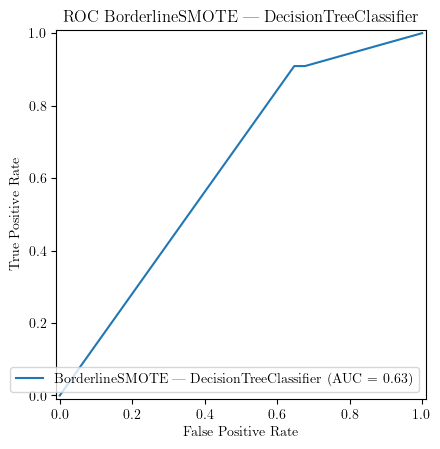 ROC BorderlineSMOTE — DecisionTreeClassifier
1.0
0.8
0.6
0.4
0.2
0.0
True Positive Rate
BorderlineSMOTE — DecisionTreeClassifier (AUC = 0.63)
0.0 0.2 0.4 0.6 0.8 1.0
False Positive Rate